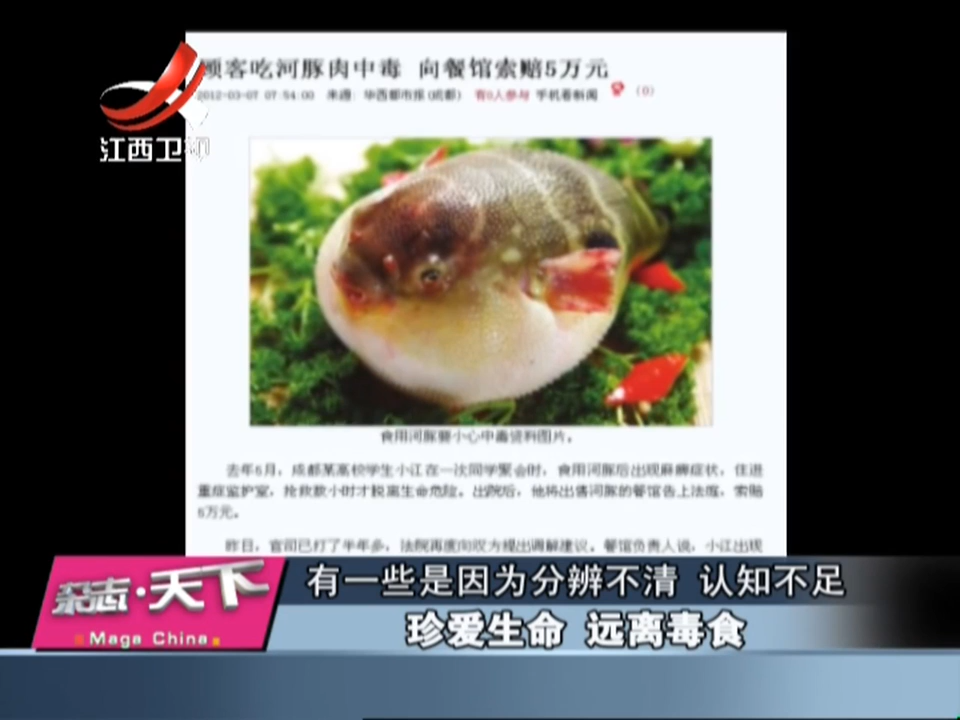 顾客吃河豚肉中毒 向餐馆索赔5万元
2012-03-07 07:54:00 来源：华西都市报(成都) 有0人参与 手机看新闻 (0)
江西卫视
食用河豚要小心中毒资料图片。
去年6月，成都某高校学生小江在一次同学聚会时，食用河豚后出现麻痹症状，住进
重症监护室，抢救数小时才脱离生命危险。出院后，他将出售河豚的餐馆告上法庭，索赔
5万元。
昨日，官司已打了半年多，法院再度向双方提出调解建议。餐馆负责人说，小江出现
杂志·天下
Maga China
有一些是因为分辨不清 认知不足
珍爱生命 远离毒食